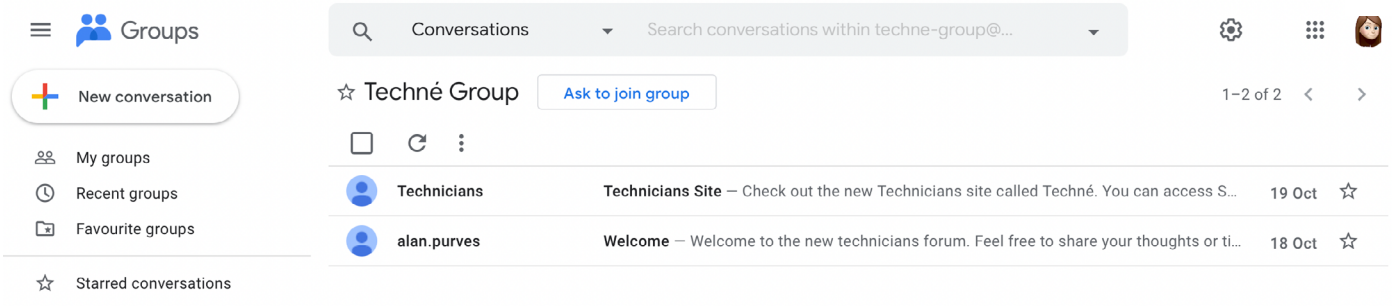 Groups
Conversations
Search conversations within techne-group@...
New conversation
Techné Group
Ask to join group
1–2 of 2
My groups
Recent groups
Favourite groups
Starred conversations
Technicians Technicians Site – Check out the new Technicians site called Techné. You can access S... 19 Oct
alan.purves Welcome – Welcome to the new technicians forum. Feel free to share your thoughts or ti... 18 Oct